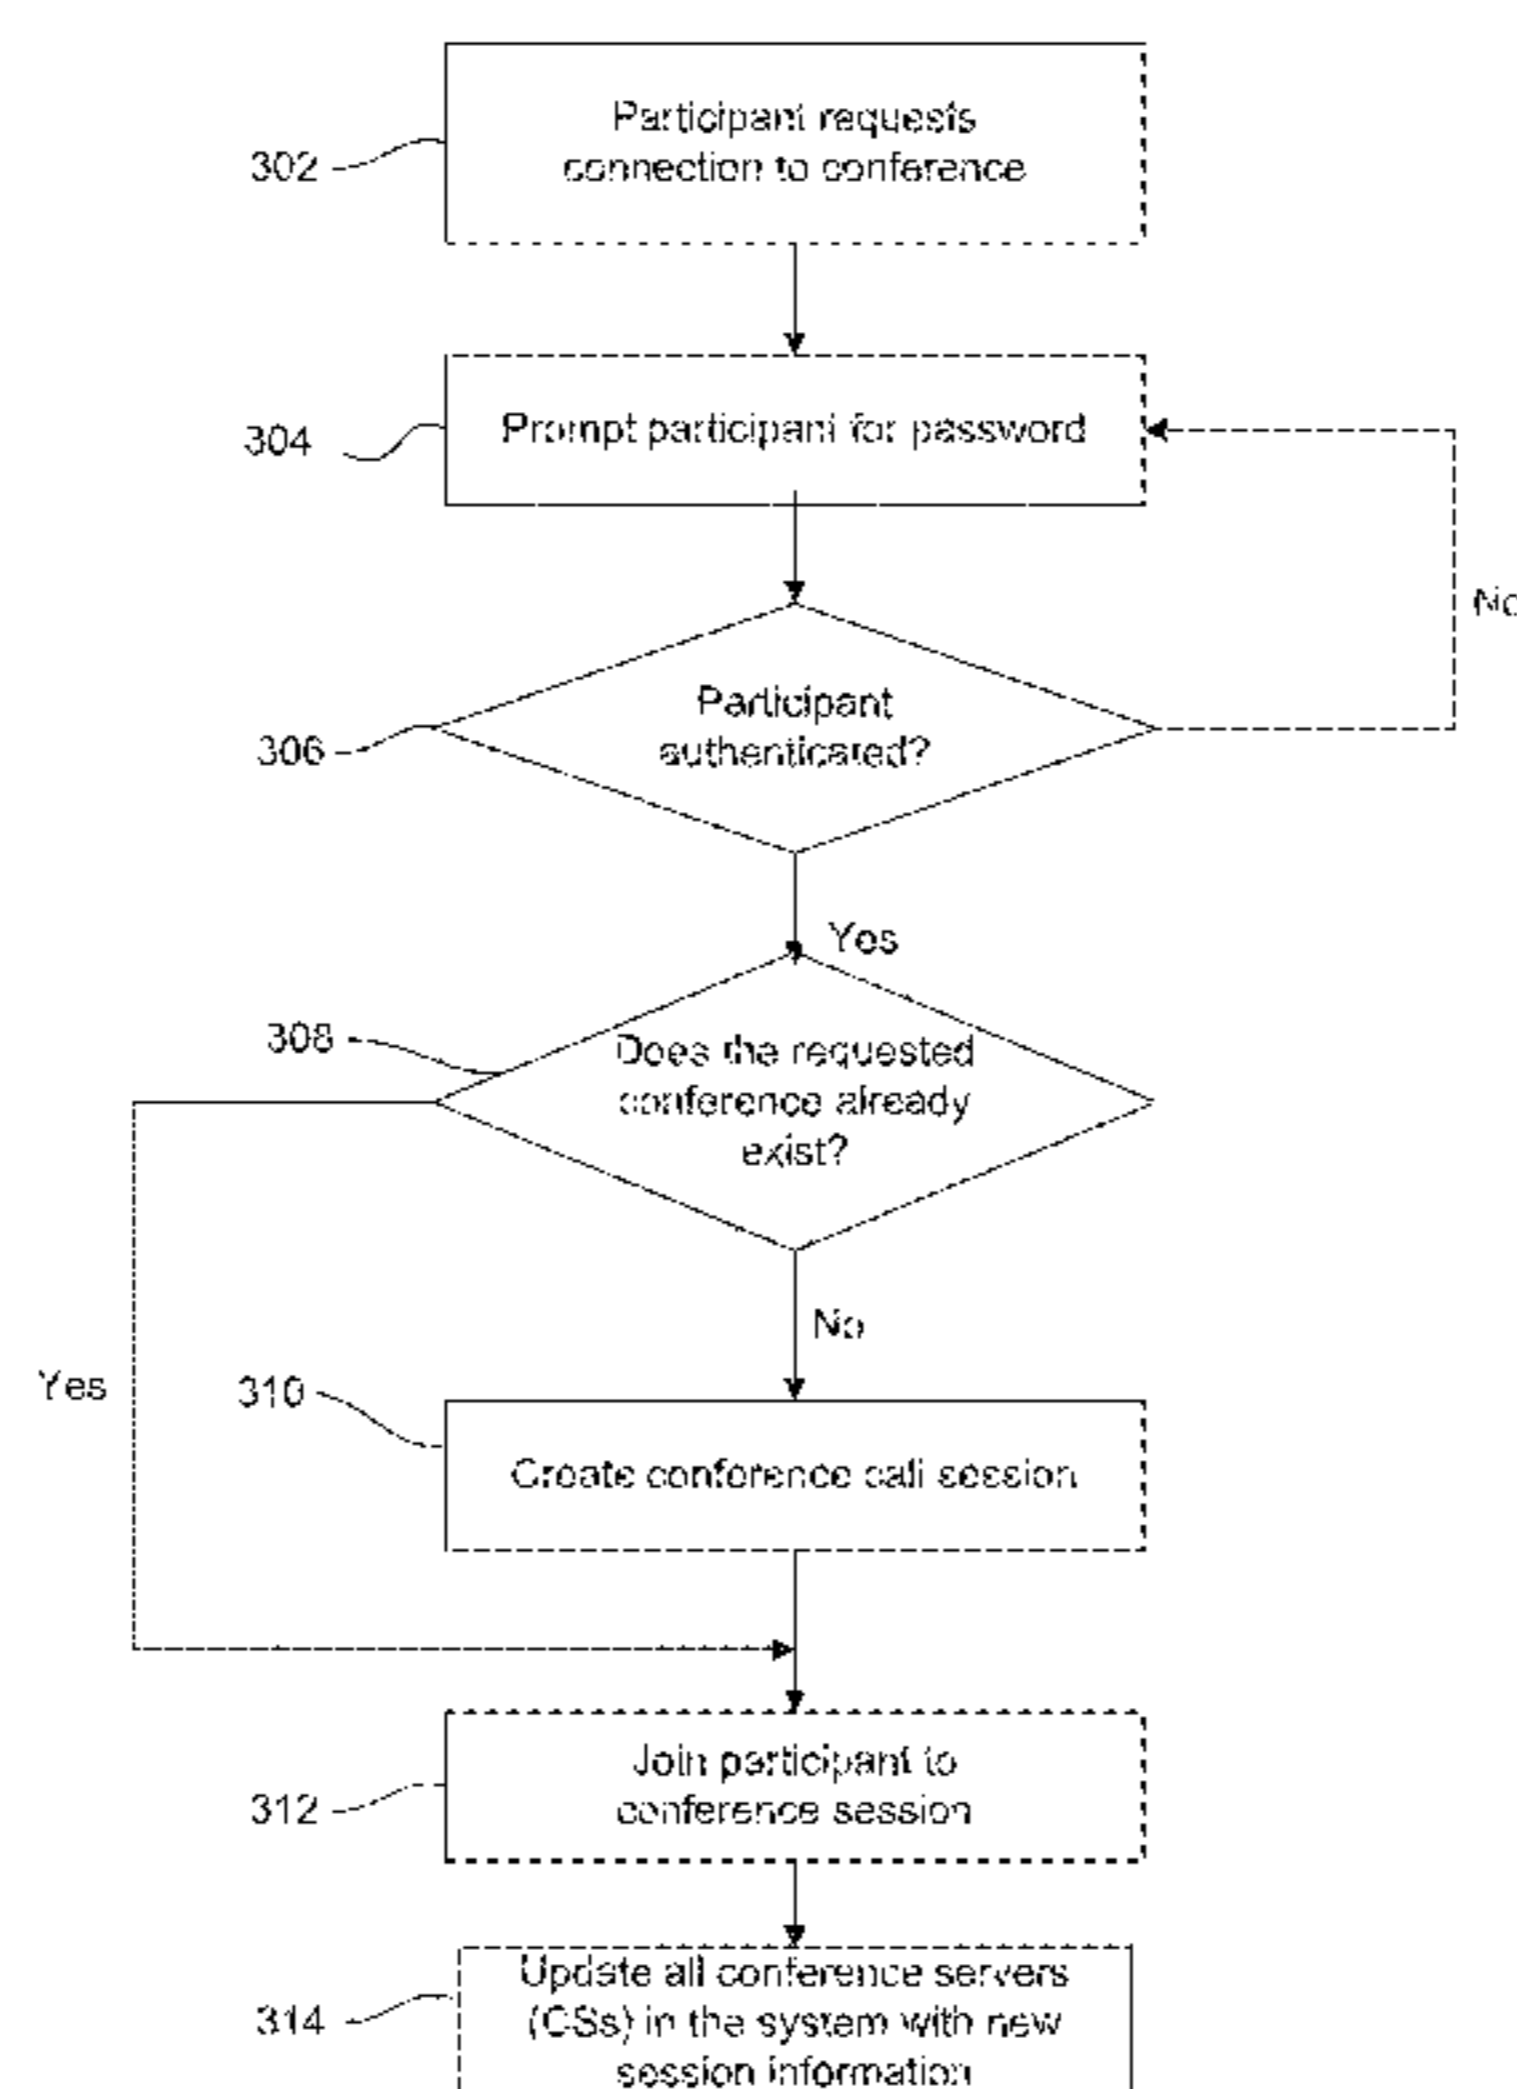 Participant requests
302
connection to conference
304
Prompt participant for password
No
Participant
306
authenticated?
Yes
308
Does the requested
conference already
exist?
No
Yes
310
Create conference call session
Join participant to
312
conference session
Update all conference servers
314
(CSs) in the system with new
session information